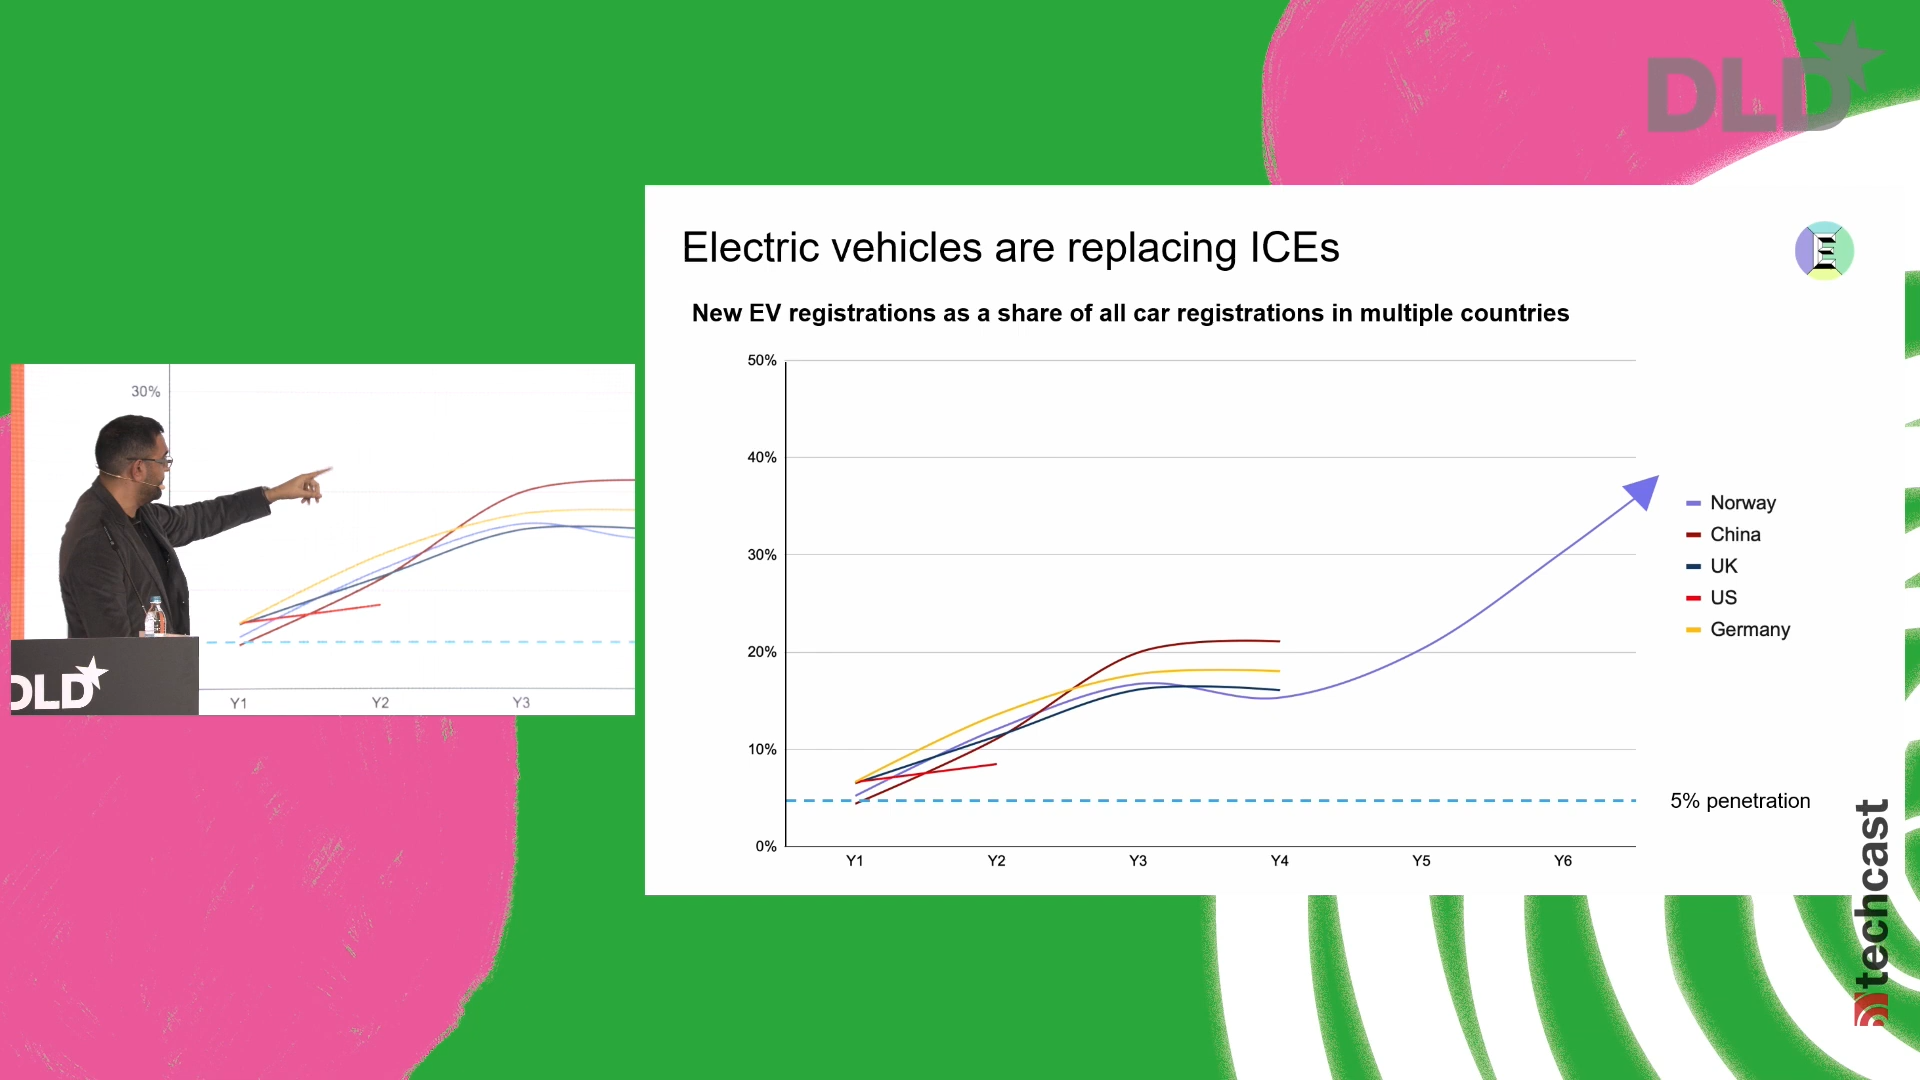 DLD
Electric vehicles are replacing ICEs
E
New EV registrations as a share of all car registrations in multiple countries
50%
40%
30%
20%
10%
0%
Y1
Y2
Y3
Y4
Y5
Y6
Norway
China
UK
US
Germany
5% penetration
30%
Y1
Y2
Y3
DLD
techcast